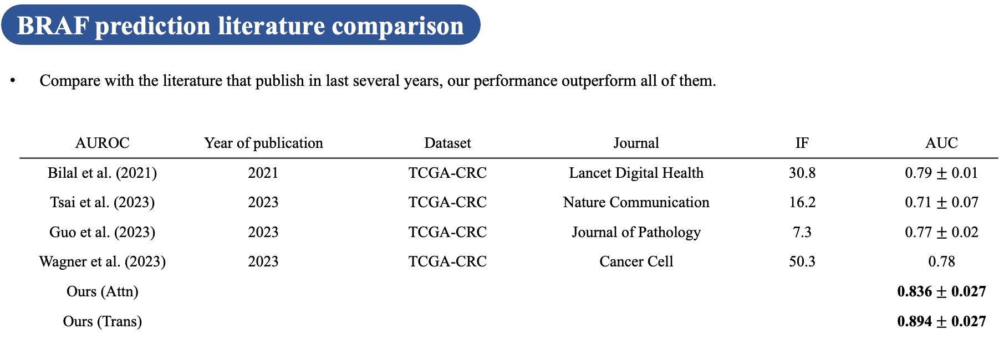 BRAF prediction literature comparison
• Compare with the literature that publish in last several years, our performance outperform all of them.
AUROC Year of publication Dataset Journal IF AUC
Bilal et al. (2021) 2021 TCGA-CRC Lancet Digital Health 30.8 0.79 ± 0.01
Tsai et al. (2023) 2023 TCGA-CRC Nature Communication 16.2 0.71 ± 0.07
Guo et al. (2023) 2023 TCGA-CRC Journal of Pathology 7.3 0.77 ± 0.02
Wagner et al. (2023) 2023 TCGA-CRC Cancer Cell 50.3 0.78
Ours (Attn) 0.836 ± 0.027
Ours (Trans) 0.894 ± 0.027